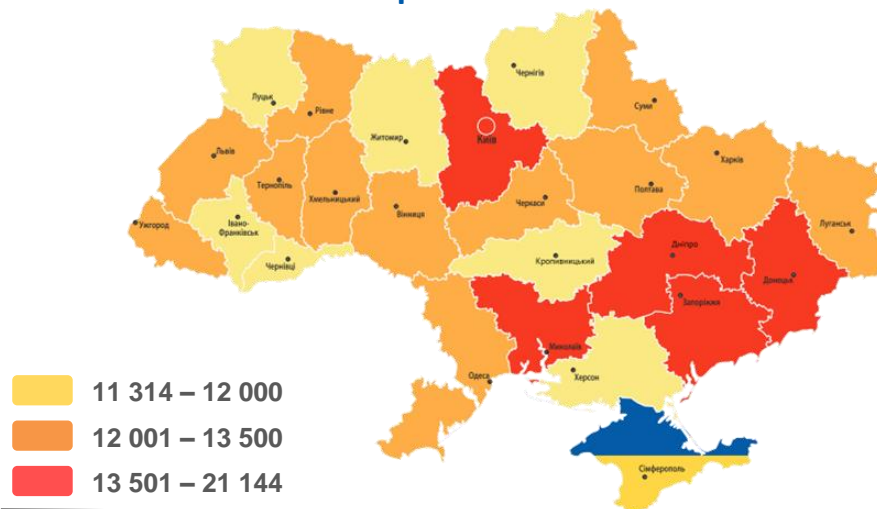 Луцьк
Рівне
Житомир
Київ
Чернігів
Суми
Львів
Тернопіль
Хмельницький
Вінниця
Черкаси
Полтава
Харків
Луганськ
Ужгород
Івано-
Франківськ
Чернівці
Кропивницький
Дніпро
Запоріжжя
Донецьк
Миколаїв
Одеса
Херсон
Сімферополь
11 314 – 12 000
12 001 – 13 500
13 501 – 21 144